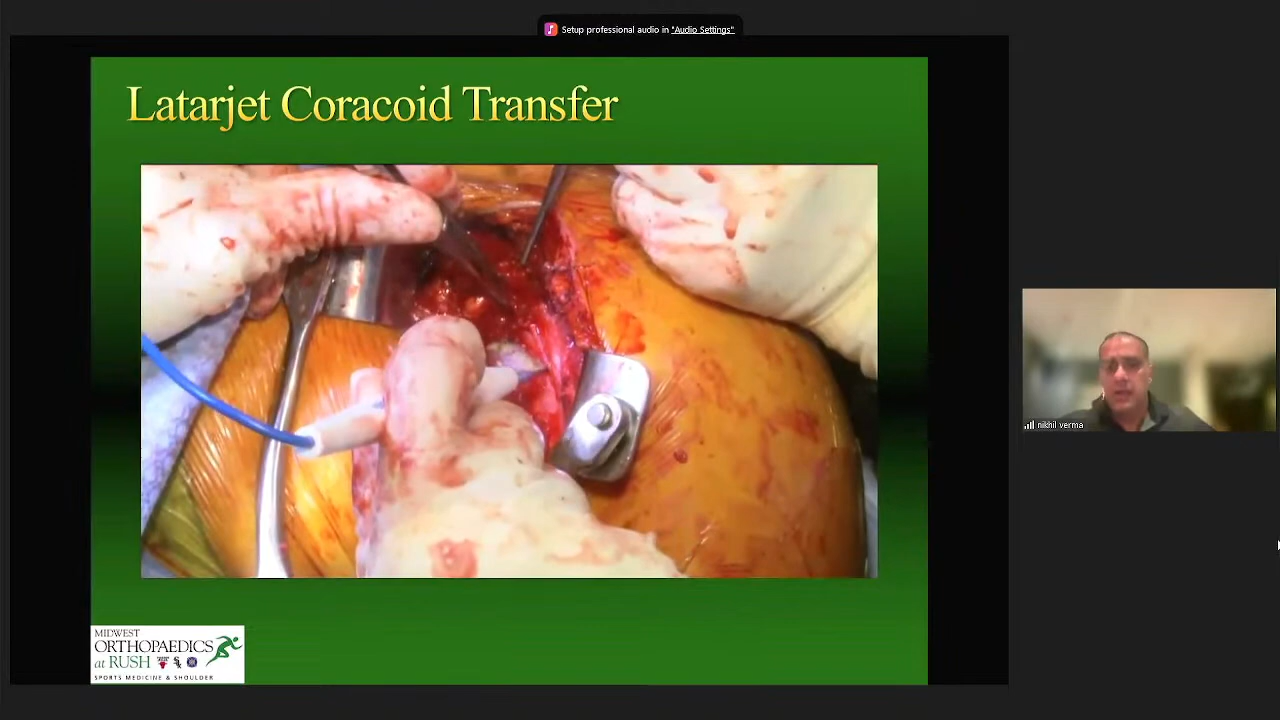 Setup professional audio in "Audio Settings"
Latarjet Coracoid Transfer
nikhil verma
MIDWEST
ORTHOPAEDICS
at RUSH
SPORTS MEDICINE & SHOULDER